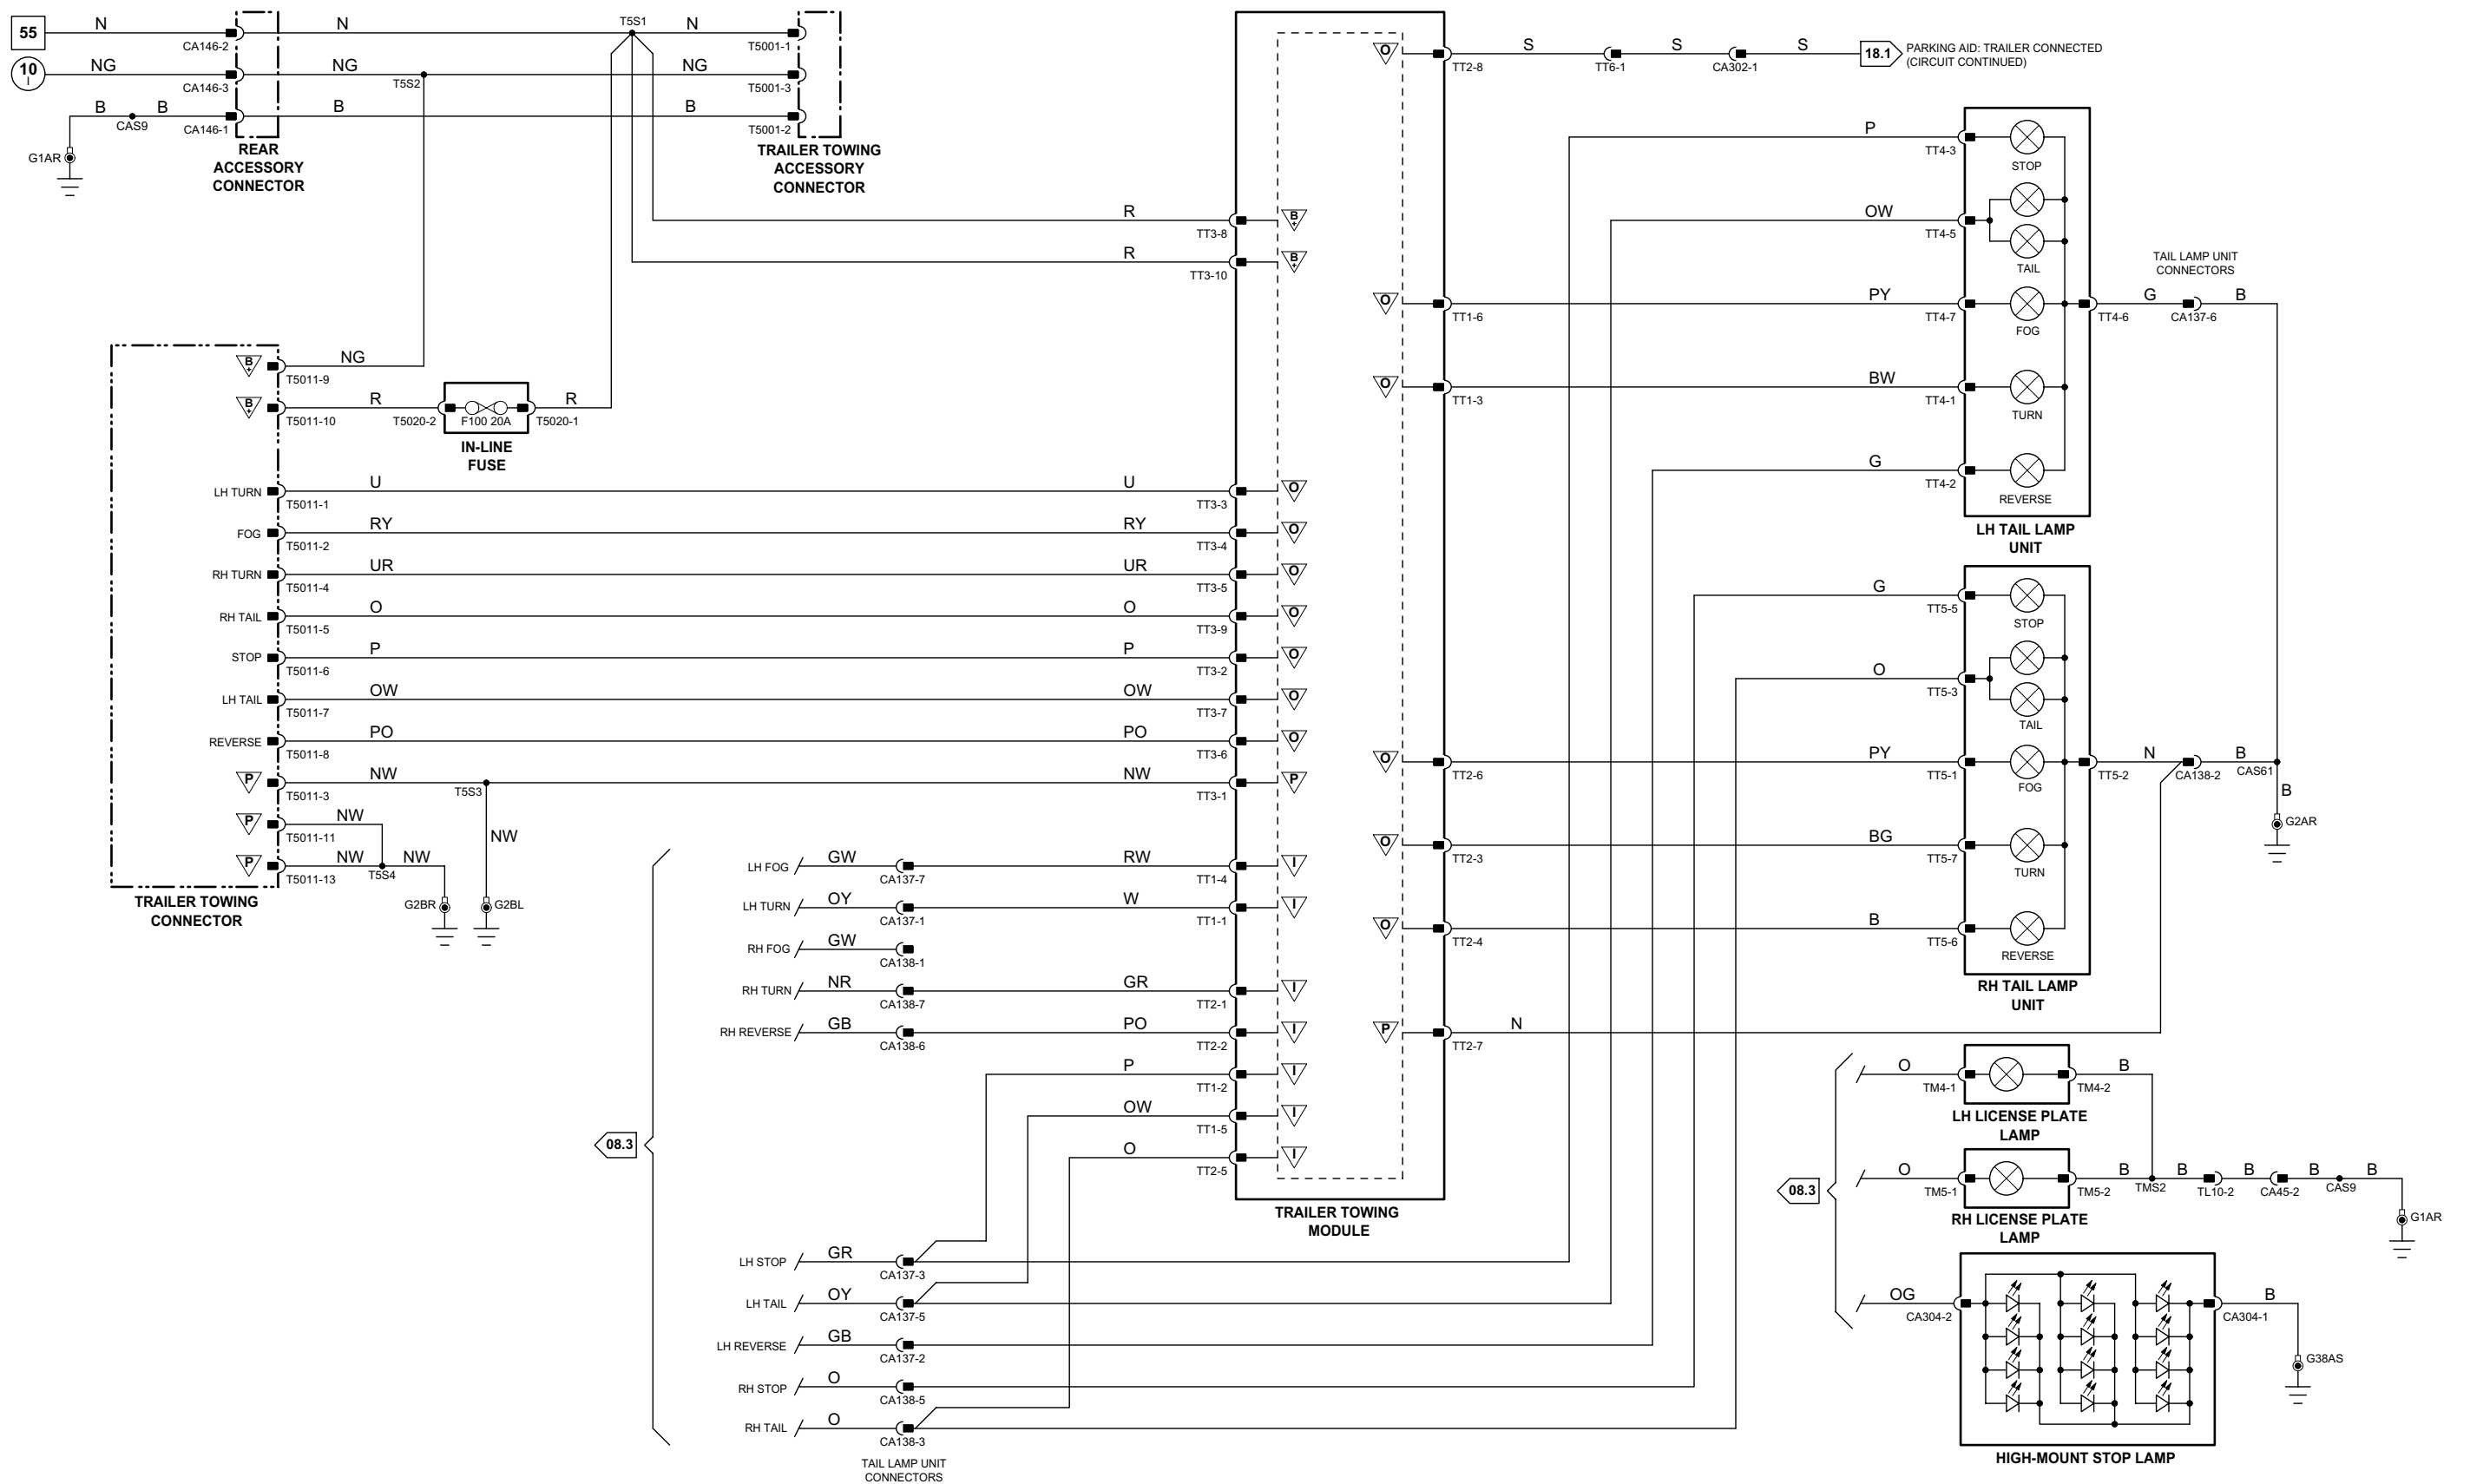 55
N
CA146-2
N
T5S1
N
T5001-1
10
I
NG
CA146-3
NG
T5S2
NG
T5001-3
B
CAS9
B
CA146-1
B
B
T5001-2
G1AR
REAR
ACCESSORY
CONNECTOR
TRAILER TOWING
ACCESSORY
CONNECTOR
O
TT2-8
S
TT6-1
S
CA302-1
S
18.1
PARKING AID: TRAILER CONNECTED
(CIRCUIT CONTINUED)
R
TT3-8
B
+
R
TT3-10
B
+
O
TT1-6
PY
TT4-7
O
TT1-3
BW
TT4-1
P
TT4-3
STOP
OW
TT4-5
TAIL
FOG
TURN
G
TT4-2
REVERSE
LH TAIL LAMP
UNIT
TAIL LAMP UNIT
CONNECTORS
TT4-6
G
CA137-6
B
B
+
T5011-9
NG
B
+
T5011-10
R
T5020-2
F100 20A
T5020-1
R
IN-LINE
FUSE
LH TURN
T5011-1
U
U
TT3-3
O
FOG
T5011-2
RY
RY
TT3-4
O
RH TURN
T5011-4
UR
UR
TT3-5
O
RH TAIL
T5011-5
O
O
TT3-9
O
STOP
T5011-6
P
P
TT3-2
O
LH TAIL
T5011-7
OW
OW
TT3-7
O
REVERSE
T5011-8
PO
PO
TT3-6
O
P
T5011-3
NW
T5S3
NW
TT3-1
P
P
T5011-11
NW
NW
P
T5011-13
NW
T5S4
NW
G2BR
G2BL
TRAILER TOWING
CONNECTOR
G
TT5-5
STOP
O
TT5-3
TAIL
O
TT2-6
PY
TT5-1
FOG
TT5-2
N
CA138-2
B
CAS61
B
G2AR
O
TT2-3
BG
TT5-7
TURN
O
TT2-4
B
TT5-6
REVERSE
RH TAIL LAMP
UNIT
P
TT2-7
N
08.3
LH FOG
GW
CA137-7
RW
TT1-4
I
LH TURN
OY
CA137-1
W
TT1-1
I
RH FOG
GW
CA138-1
RH TURN
NR
CA138-7
GR
TT2-1
I
RH REVERSE
GB
CA138-6
PO
TT2-2
I
P
TT1-2
I
OW
TT1-5
I
O
TT2-5
I
TRAILER TOWING
MODULE
LH STOP
GR
CA137-3
LH TAIL
OY
CA137-5
LH REVERSE
GB
CA137-2
RH STOP
O
CA138-5
RH TAIL
O
CA138-3
TAIL LAMP UNIT
CONNECTORS
08.3
O
TM4-1
TM4-2
B
LH LICENSE PLATE
LAMP
O
TM5-1
TM5-2
B
TMS2
B
TL10-2
B
CA45-2
B
CAS9
B
G1AR
RH LICENSE PLATE
LAMP
OG
CA304-2
CA304-1
B
G38AS
HIGH-MOUNT STOP LAMP